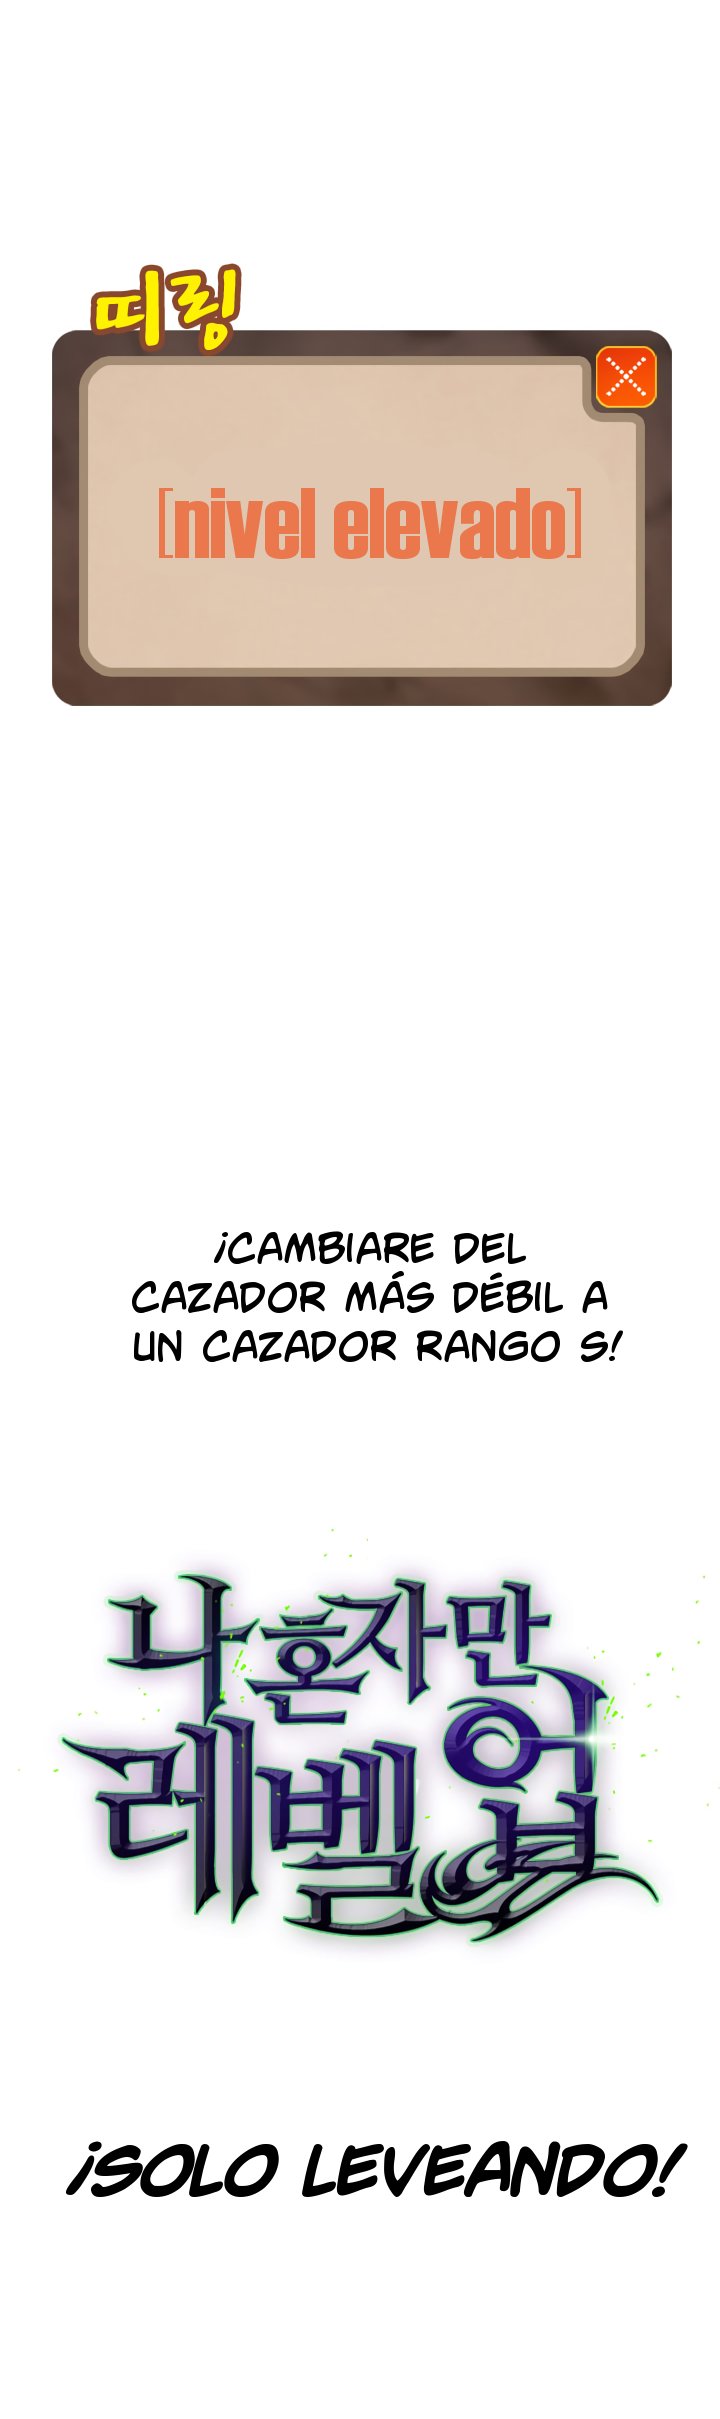 띠링
[nivel elevado]
¡CAMBIARE DEL
CAZADOR MÁS DÉBIL A
UN CAZADOR RANGO S!
나 혼자만
레벨업
¡SOLO LEVEANDO!